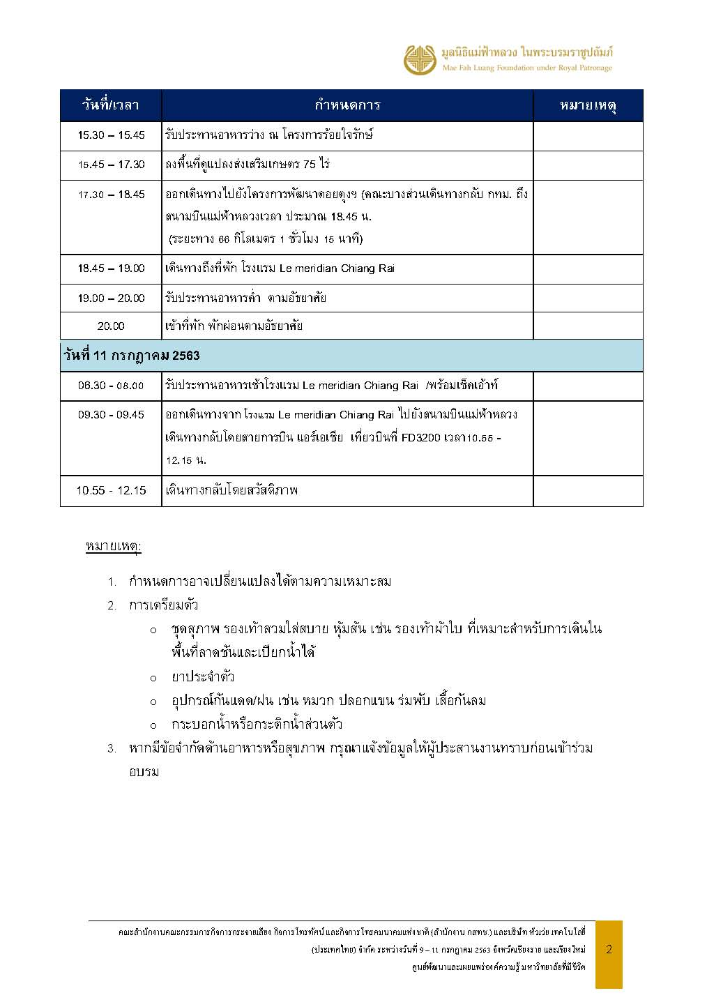 มูลนิธิแม่ฟ้าหลวง ในพระบรมราชูปถัมภ์
Mae Fah Luang Foundation under Royal Patronage
วันที่/เวลา กำหนดการ หมายเหตุ
15.30 – 15.45 รับประทานอาหารว่าง ณ โครงการร้อยใจรักษ์
15.45 – 17.30 ลงพื้นที่ดูแปลงส่งเสริมเกษตร 75 ไร่
17.30 – 18.45 ออกเดินทางไปยังโครงการพัฒนาดอยตุงฯ (คณะบางส่วนเดินทางกลับ กทม. ถึง
สนามบินแม่ฟ้าหลวงเวลา ประมาณ 18.45 น.
(ระยะทาง 66 กิโลเมตร 1 ชั่วโมง 15 นาที)
18.45 – 19.00 เดินทางถึงที่พัก โรงแรม Le meridian Chiang Rai
19.00 – 20.00 รับประทานอาหารค่ำ ตามอัธยาศัย
20.00 เข้าที่พัก พักผ่อนตามอัธยาศัย
วันที่ 11 กรกฎาคม 2563
06.30 - 08.00 รับประทานอาหารเช้าโรงแรม Le meridian Chiang Rai /พร้อมเช็คเอ้าท์
09.30 - 09.45 ออกเดินทางจาก โรงแรม Le meridian Chiang Rai ไปยังสนามบินแม่ฟ้าหลวง
เดินทางกลับโดยสายการบิน แอร์เอเชีย เที่ยวบินที่ FD3200 เวลา10.55 -
12.15 น.
10.55 - 12.15 เดินทางกลับโดยสวัสดิภาพ
หมายเหตุ:
1. กำหนดการอาจเปลี่ยนแปลงได้ตามความเหมาะสม
2. การเตรียมตัว
o ชุดสุภาพ รองเท้าสวมใส่สบาย หุ้มส้น เช่น รองเท้าผ้าใบ ที่เหมาะสำหรับการเดินใน
พื้นที่ลาดชันและเปียกน้ำได้
o ยาประจำตัว
o อุปกรณ์กันแดด/ฝน เช่น หมวก ปลอกแขน ร่มพับ เสื้อกันลม
o กระบอกน้ำหรือกระติกน้ำส่วนตัว
3. หากมีข้อจำกัดด้านอาหารหรือสุขภาพ กรุณาแจ้งข้อมูลให้ผู้ประสานงานทราบก่อนเข้าร่วม
อบรม
คณะสำนักงานคณะกรรมการกิจการกระจายเสียง กิจการโทรทัศน์ และกิจการโทรคมนาคมแห่งชาติ (สำนักงาน กสทช.) และบริษัท หัวเว่ย เทคโนโลยี่
(ประเทศไทย) จำกัด ระหว่างวันที่ 9 – 11 กรกฎาคม 2563 จังหวัดเชียงราย และเชียงใหม่
2
ศูนย์พัฒนาและเผยแพร่องค์ความรู้ มหาวิทยาลัยที่มีชีวิต